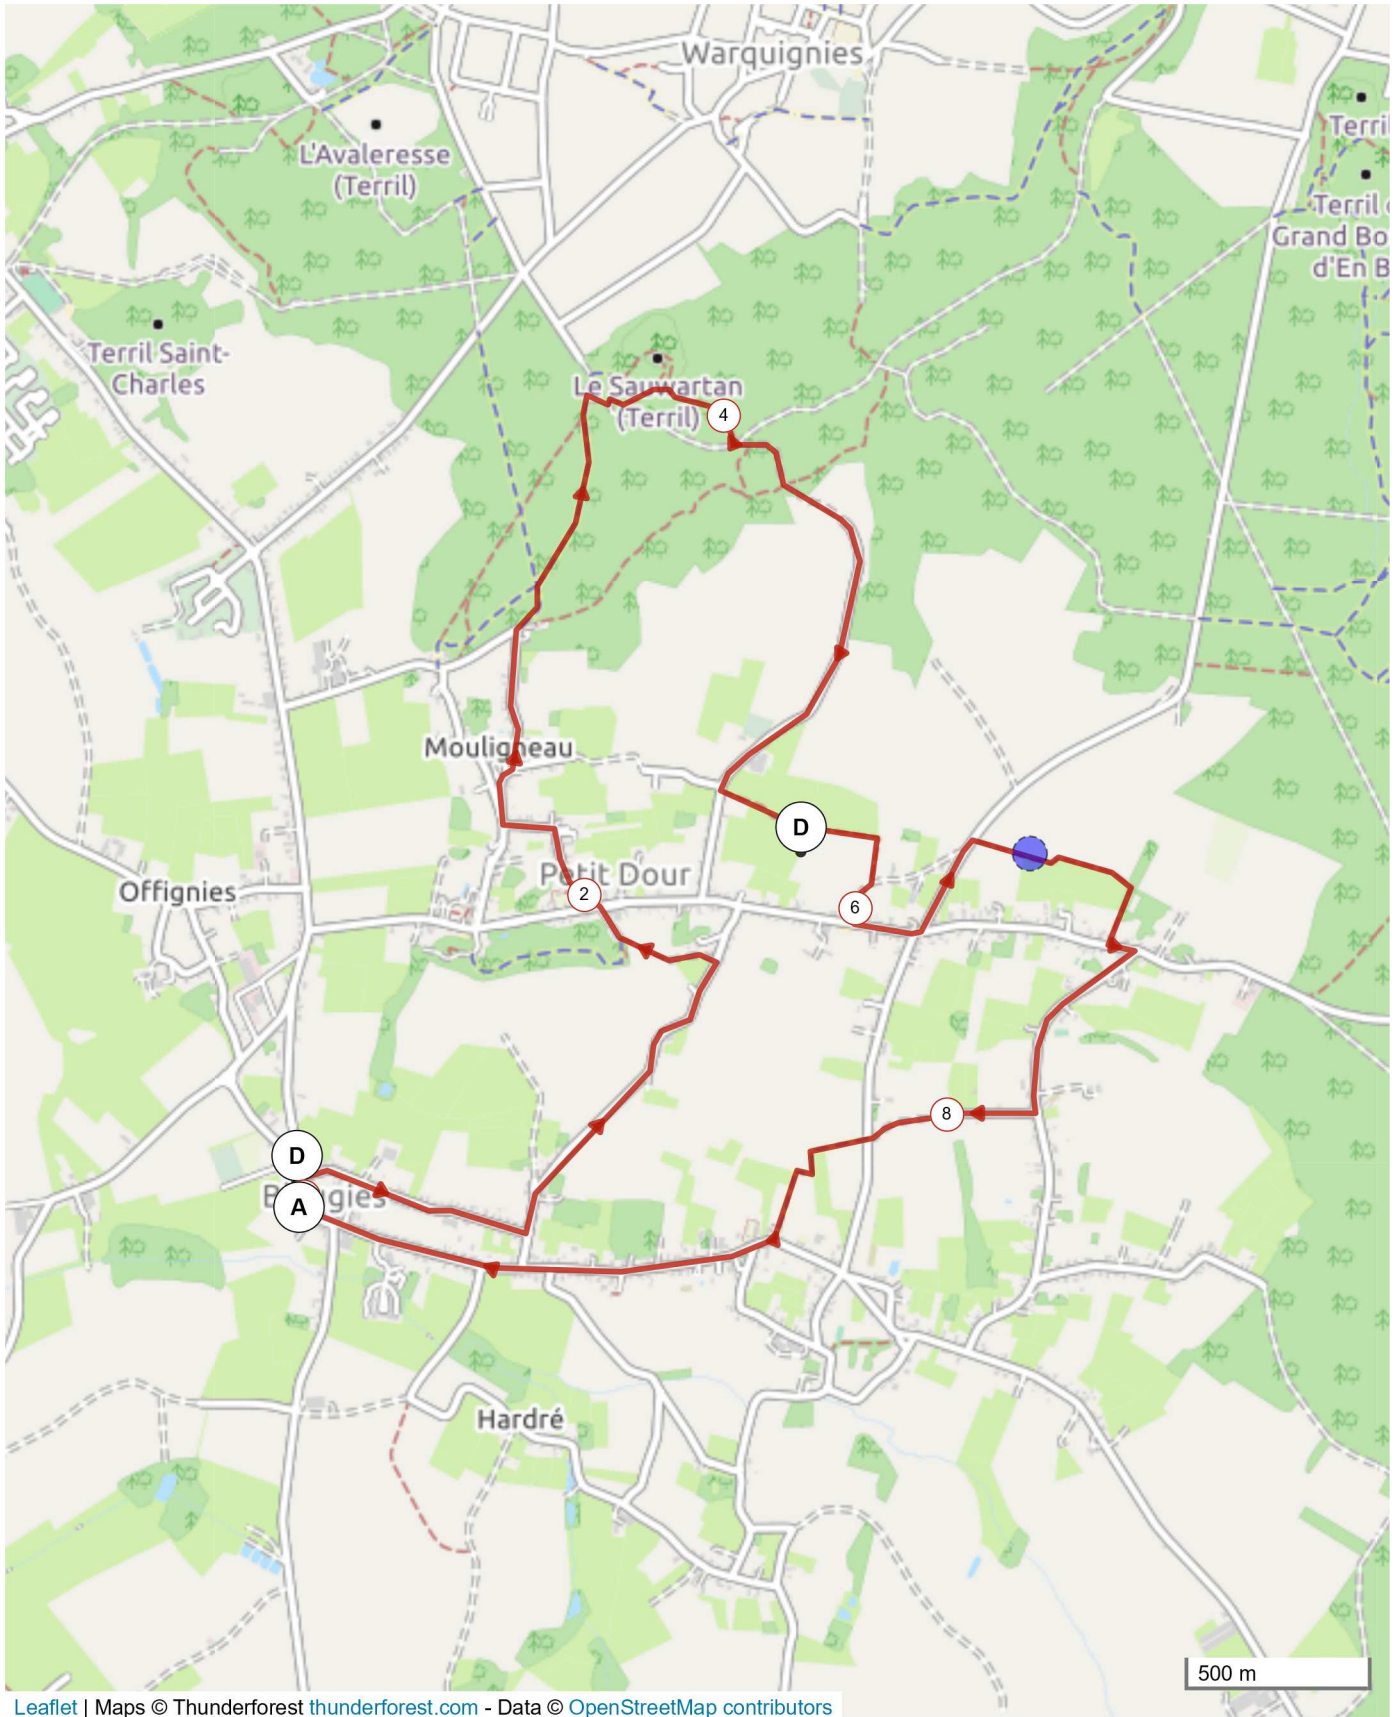 Warquignies
L'Avaleresse
(Terril)
Terril
Grand Bo
d'En B
Terril Saint-
Charles
Le Sauwartan
(Terril)
4
Mouligneau
D
Petit Dour
Offignies
2
6
8
D
A
Hardré
500 m
Leaflet | Maps © Thunderforest thunderforest.com - Data © OpenStreetMap contributors